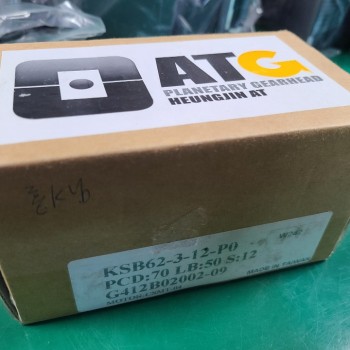 ATG
PLANETARY GEARHEAD
HEUNGJIN AT
KSB62-3-12-P0
PCD:70 LB:50 S:12
G412B02002-09
MADE IN TAIWAN